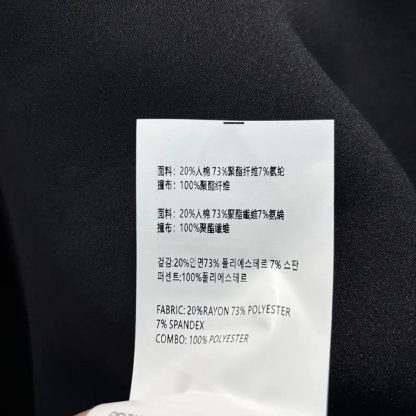 面料：20%人棉 73%聚酯纤维7%氨纶
撞布：100%聚酯纤维
面料：20%人棉 73%聚酯纖維7%氨綸
撞布：100%聚酯纖維
겉감:20%인면73% 폴리에스테르 7% 스판
퍼센트:100%폴리에스테르
FABRIC: 20%RAYON 73% POLYESTER
7% SPANDEX
COMBO: 100% POLYESTER